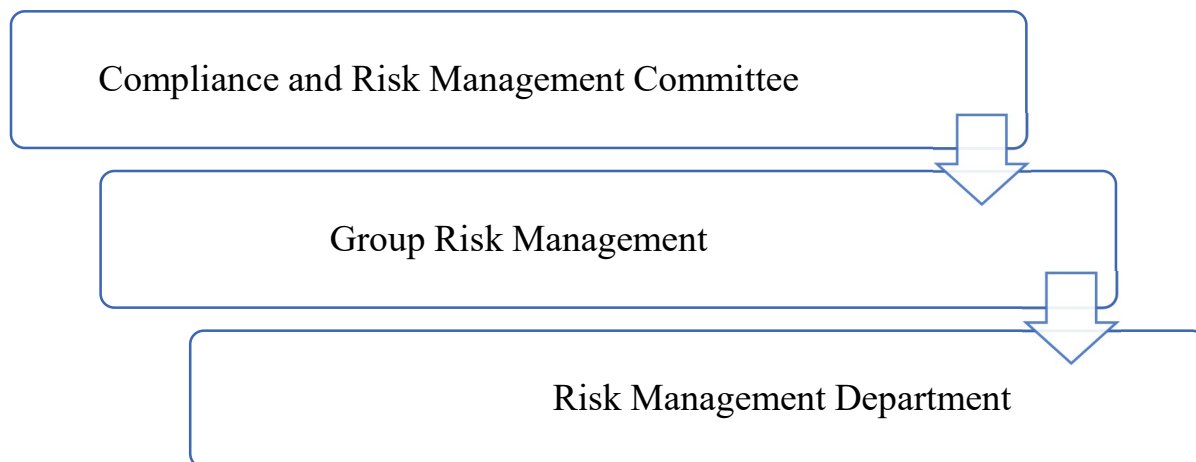 Compliance and Risk Management Committee
Group Risk Management
Risk Management Department